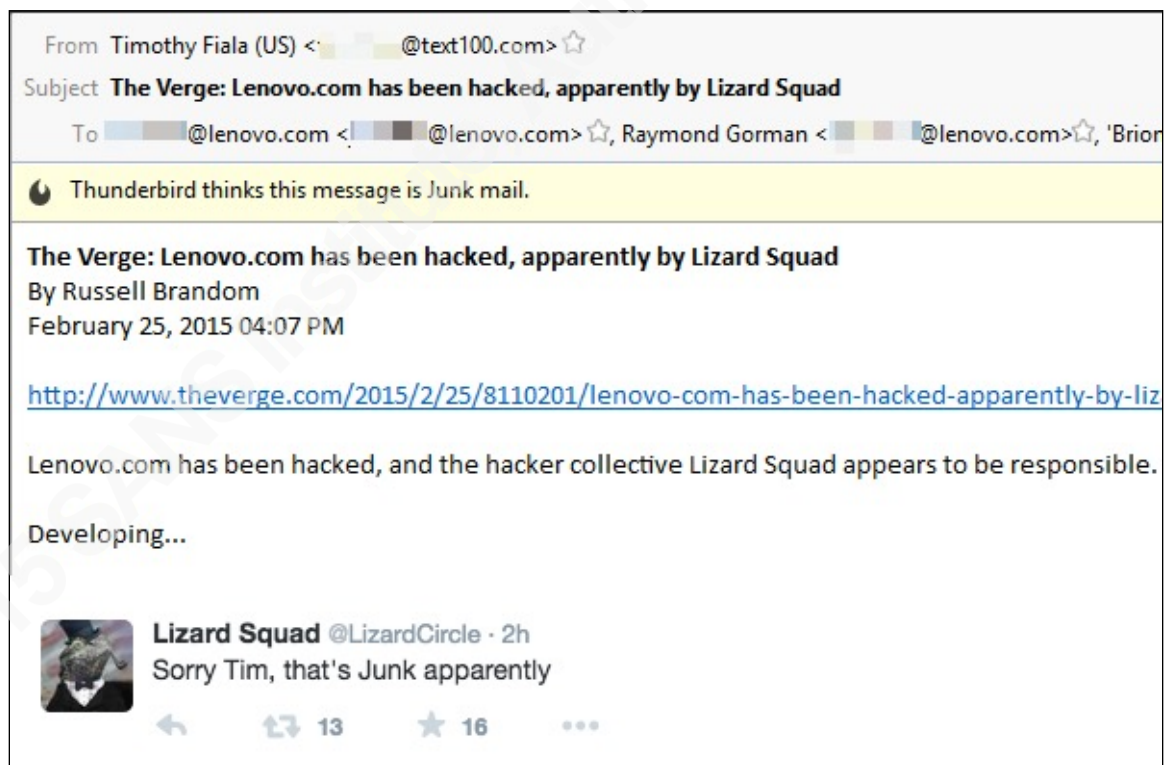 From Timothy Fiala (US) < @text100.com>
Subject The Verge: Lenovo.com has been hacked, apparently by Lizard Squad
To @lenovo.com < @lenovo.com>, Raymond Gorman < @lenovo.com>, 'Brion
Thunderbird thinks this message is Junk mail.
The Verge: Lenovo.com has been hacked, apparently by Lizard Squad
By Russell Brandom
February 25, 2015 04:07 PM
http://www.theverge.com/2015/2/25/8110201/lenovo-com-has-been-hacked-apparently-by-liz
Lenovo.com has been hacked, and the hacker collective Lizard Squad appears to be responsible.
Developing...
Lizard Squad @LizardCircle · 2h
Sorry Tim, that's Junk apparently
13 16